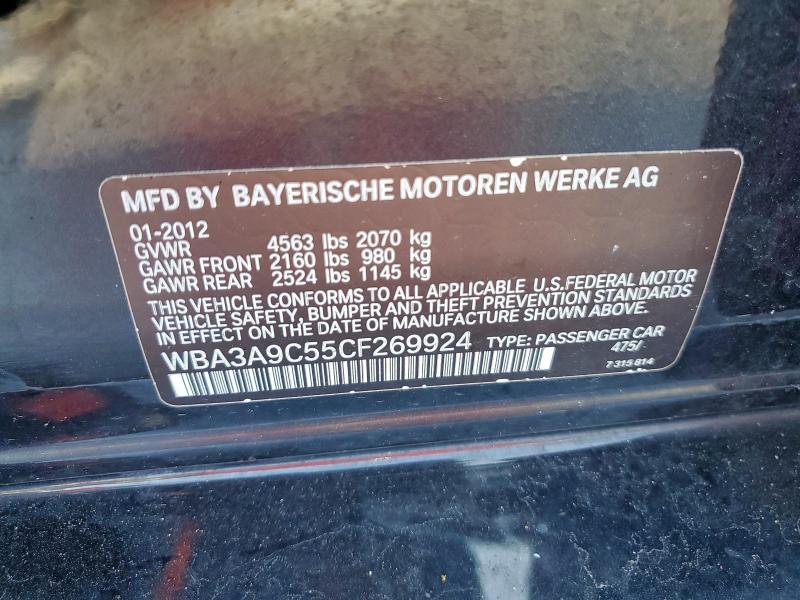 MFD BY BAYERISCHE MOTOREN WERKE AG
01-2012
GVWR 4563 lbs 2070 kg
GAWR FRONT 2160 lbs 980 kg
GAWR REAR 2524 lbs 1145 kg
THIS VEHICLE CONFORMS TO ALL APPLICABLE U.S.FEDERAL MOTOR
VEHICLE SAFETY, BUMPER AND THEFT PREVENTION STANDARDS
IN EFFECT ON THE DATE OF MANUFACTURE SHOWN ABOVE.
WBA3A9C55CF269924 TYPE: PASSENGER CAR
475/
7 315 814